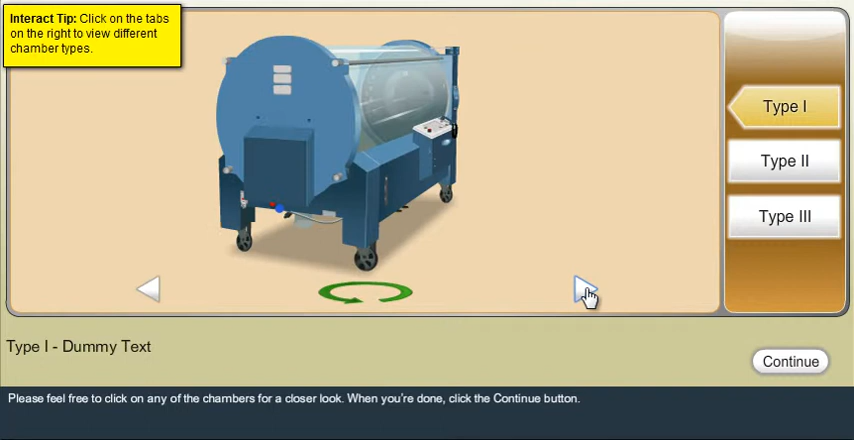 Interact Tip: Click on the tabs
on the right to view different
chamber types.
Type I
Type II
Type III
Type I - Dummy Text
Continue
Please feel free to click on any of the chambers for a closer look. When you're done, click the Continue button.